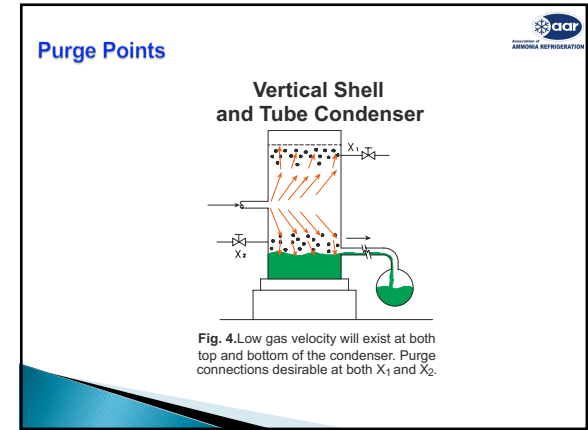 aar
Association of
AMMONIA REFRIGERATION
Purge Points
Vertical Shell
and Tube Condenser
X₁
X₂
Fig. 4.Low gas velocity will exist at both
top and bottom of the condenser. Purge
connections desirable at both X₁ and X₂.